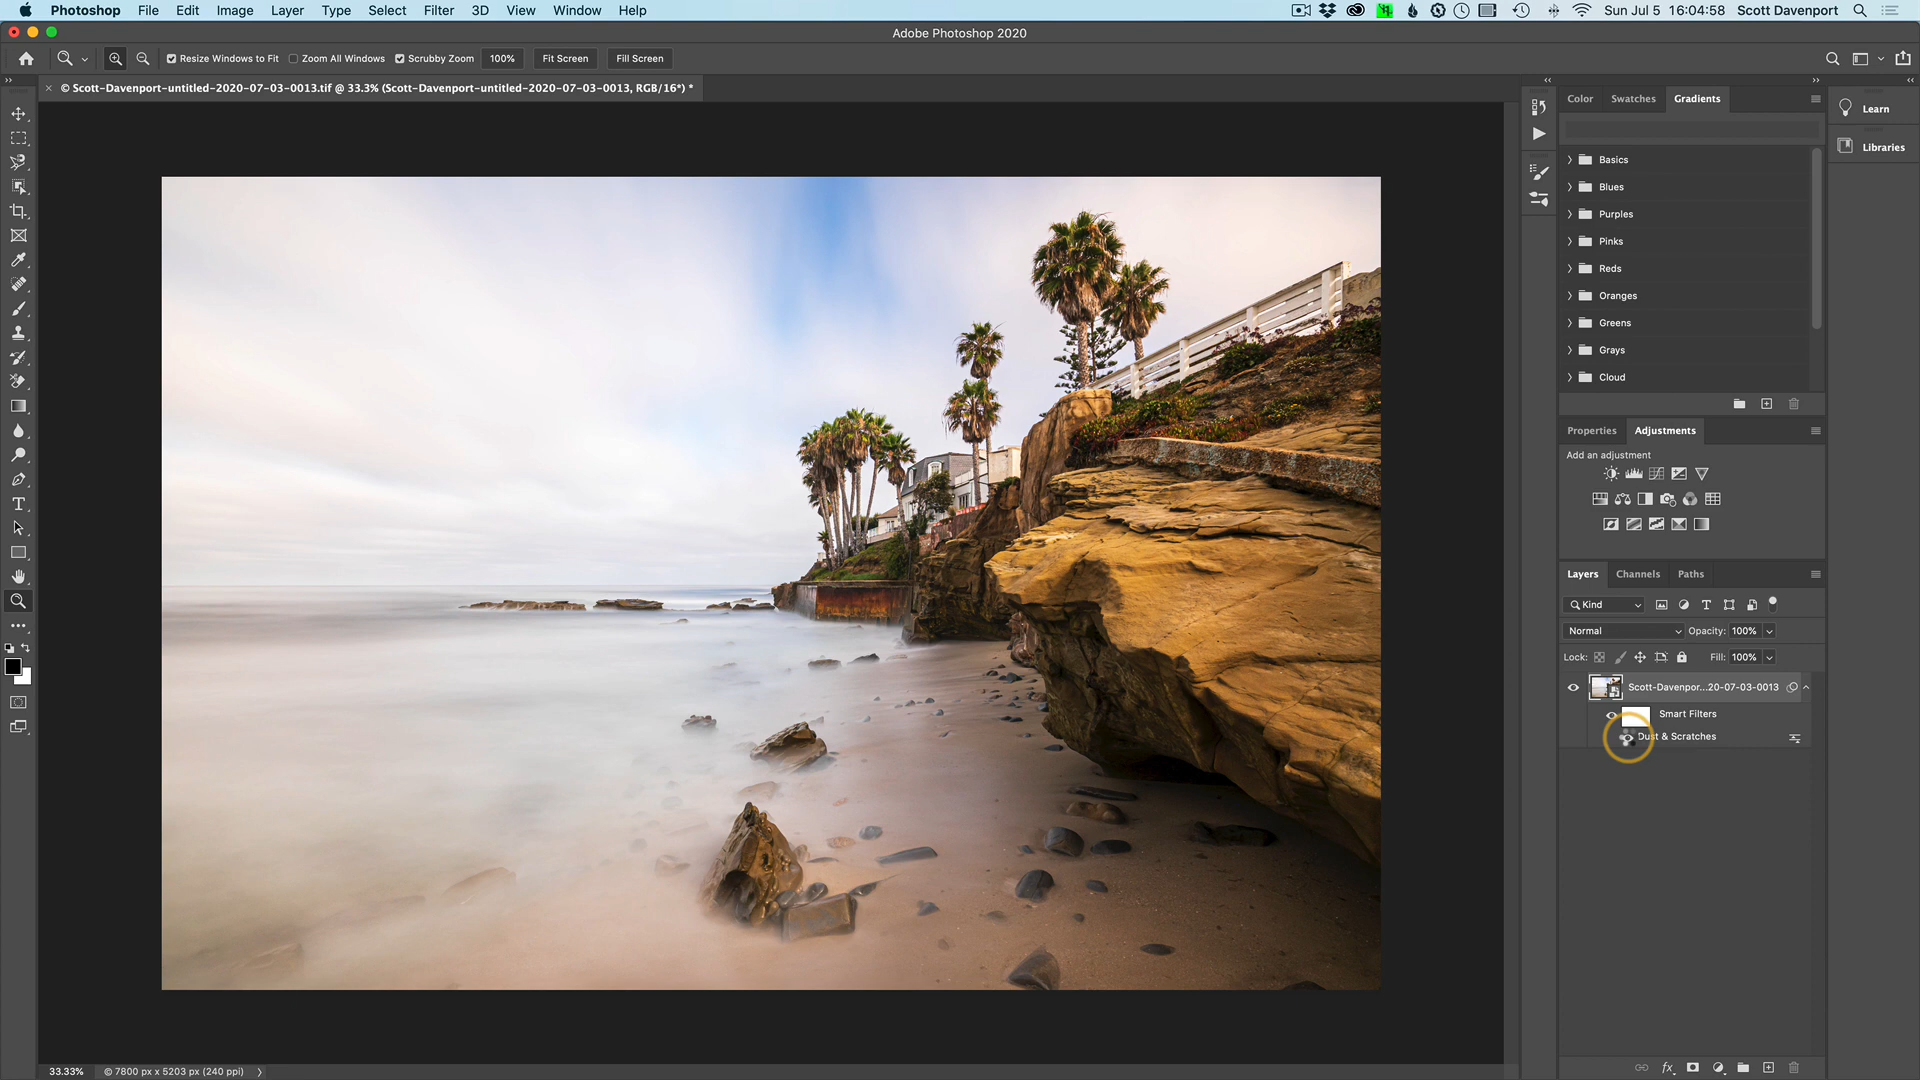 Photoshop File Edit Image Layer Type Select Filter 3D View Window Help Sun Jul 5 16:04:58 Scott Davenport
Adobe Photoshop 2020
Resize Windows to Fit Zoom All Windows Scrubby Zoom 100% Fit Screen Fill Screen
© Scott-Davenport-untitled-2020-07-03-0013.tif @ 33.3% (Scott-Davenport-untitled-2020-07-03-0013, RGB/16*) *
Color Swatches Gradients
Learn
Libraries
Basics
Blues
Purples
Pinks
Reds
Oranges
Greens
Grays
Cloud
Properties Adjustments
Add an adjustment
Layers Channels Paths
Kind
Normal Opacity: 100%
Lock: Fill: 100%
Scott-Davenpor...20-07-03-0013
Smart Filters
Dust & Scratches
33.33% © 7800 px x 5203 px (240 ppi)